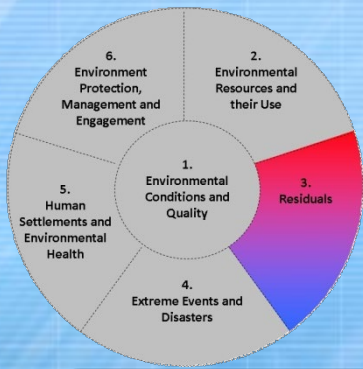 1.
Environmental
Conditions and
Quality
2.
Environmental
Resources and
their Use
3.
Residuals
4.
Extreme Events and
Disasters
5.
Human
Settlements and
Environmental
Health
6.
Environment
Protection,
Management and
Engagement